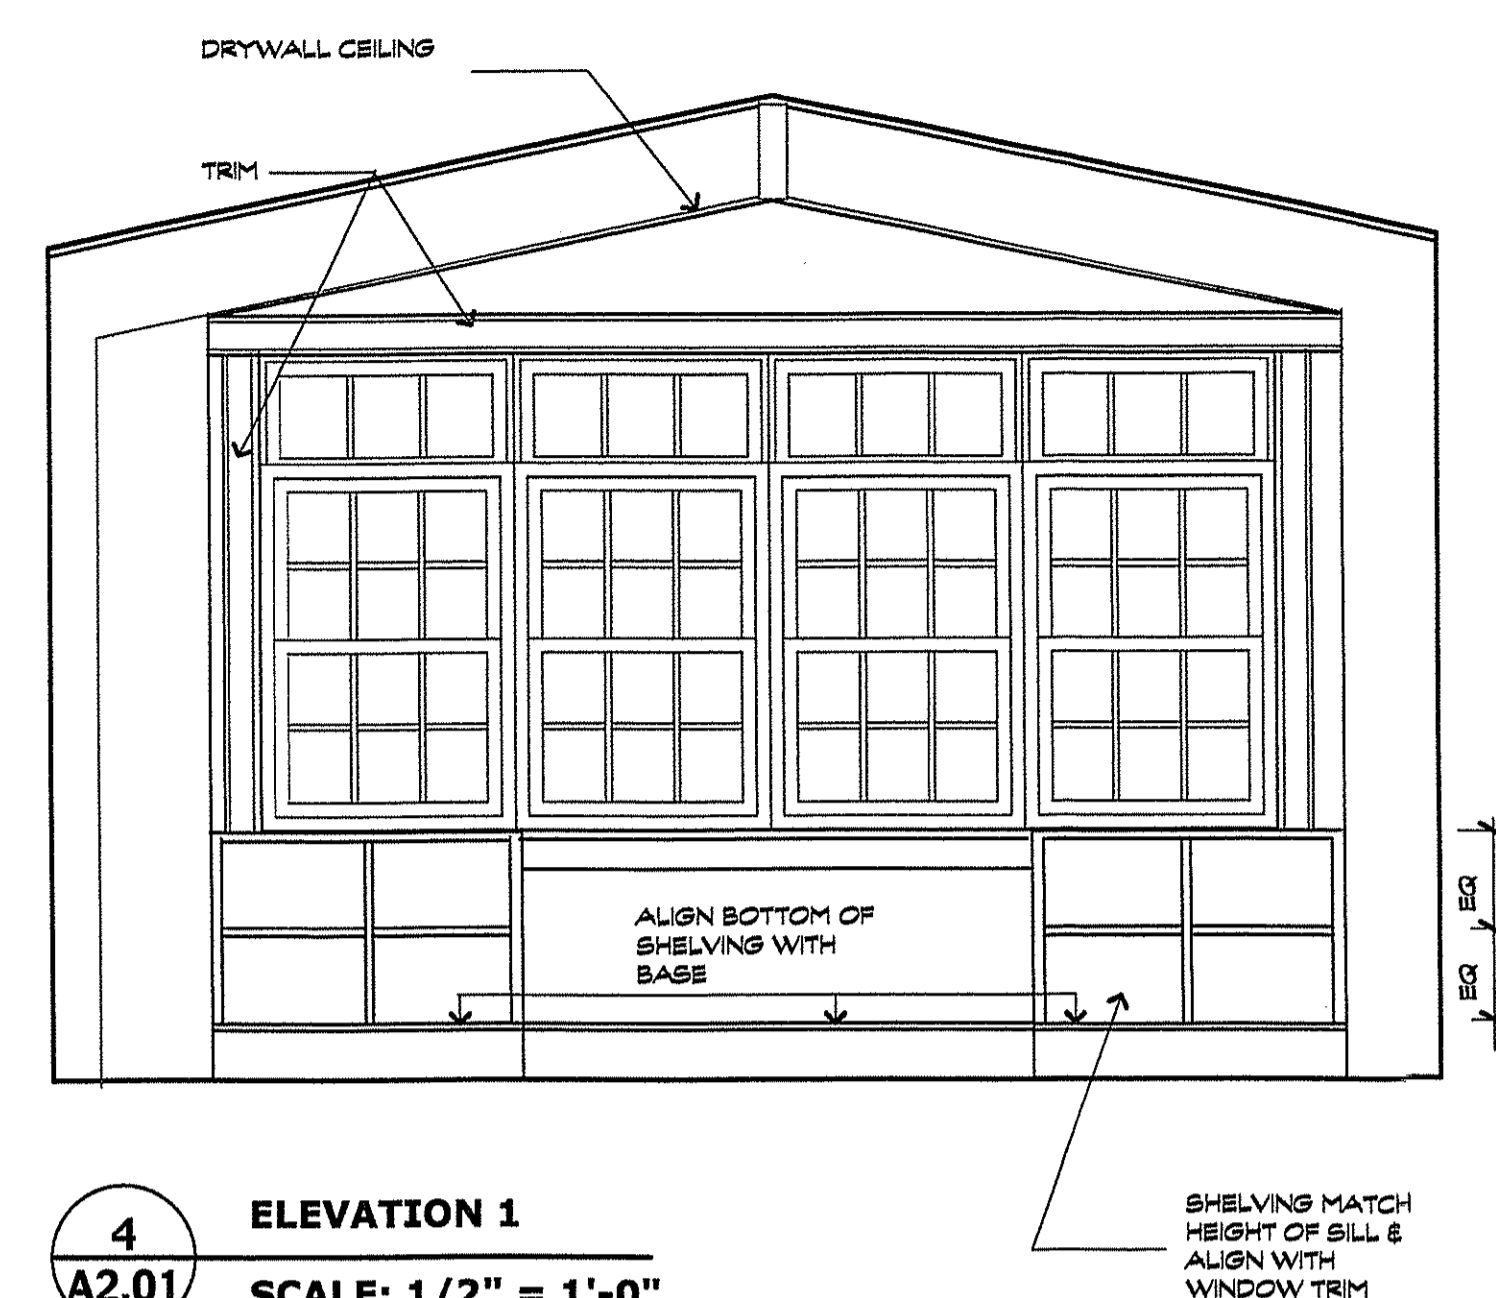 DRYWALL CEILING
TRIM
ALIGN BOTTOM OF
SHELVING WITH
BASE
EQ
EQ
4
A2.01
ELEVATION 1
SCALE: 1/2" = 1'-0"
SHELVING MATCH
HEIGHT OF SILL &
ALIGN WITH
WINDOW TRIM